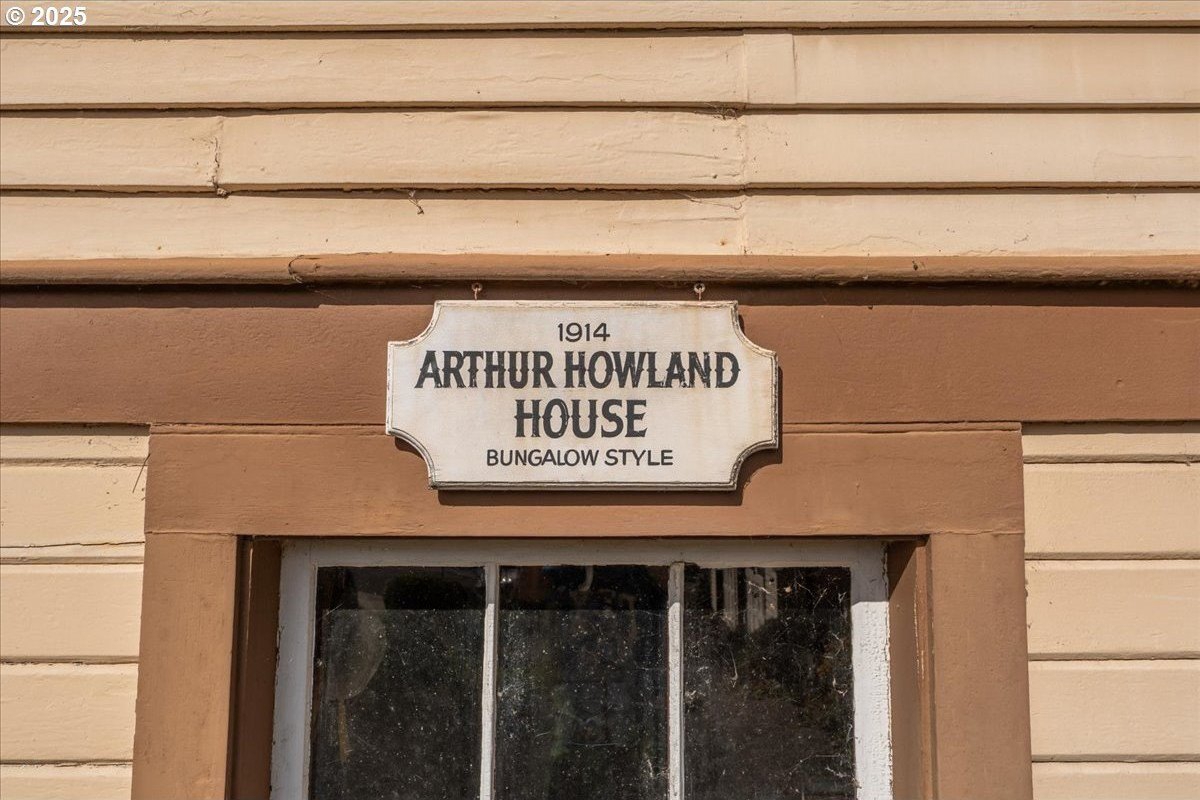 © 2025
1914
ARTHUR HOWLAND
HOUSE
BUNGALOW STYLE